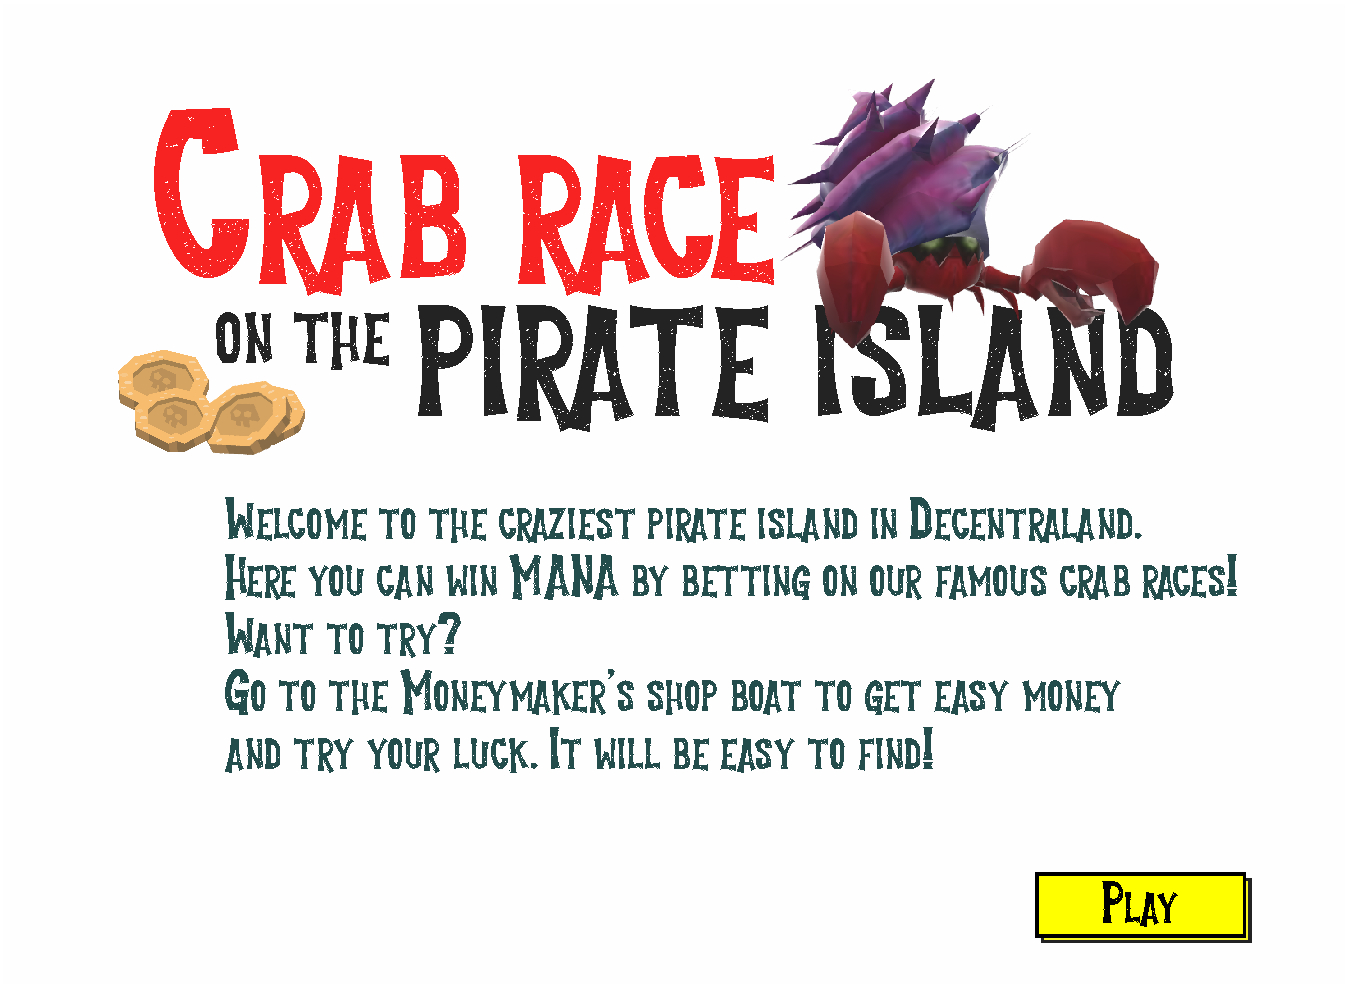 Crab race
on the pirate island
Welcome to the craziest pirate island in Decentraland.
Here you can win MANA by betting on our famous crab races!
Want to try?
Go to the Moneymaker's shop boat to get easy money
and try your luck. It will be easy to find!
Play